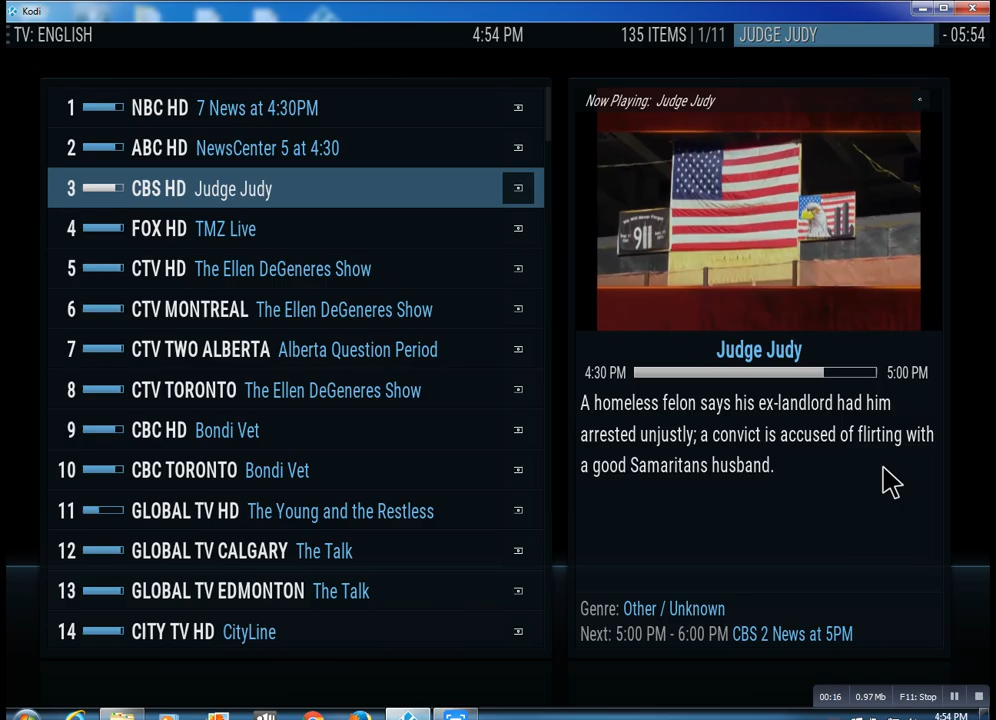 Kodi
TV: ENGLISH
4:54 PM
135 ITEMS | 1/11
JUDGE JUDY
- 05:54
1 NBC HD 7 News at 4:30PM
2 ABC HD NewsCenter 5 at 4:30
3 CBS HD Judge Judy
4 FOX HD TMZ Live
5 CTV HD The Ellen DeGeneres Show
6 CTV MONTREAL The Ellen DeGeneres Show
7 CTV TWO ALBERTA Alberta Question Period
8 CTV TORONTO The Ellen DeGeneres Show
9 CBC HD Bondi Vet
10 CBC TORONTO Bondi Vet
11 GLOBAL TV HD The Young and the Restless
12 GLOBAL TV CALGARY The Talk
13 GLOBAL TV EDMONTON The Talk
14 CITY TV HD CityLine
Now Playing: Judge Judy
911
Judge Judy
4:30 PM 5:00 PM
A homeless felon says his ex-landlord had him
arrested unjustly; a convict is accused of flirting with
a good Samaritans husband.
Genre: Other / Unknown
Next: 5:00 PM - 6:00 PM CBS 2 News at 5PM
00:16 0.97 Mb F11: Stop
4:54 PM